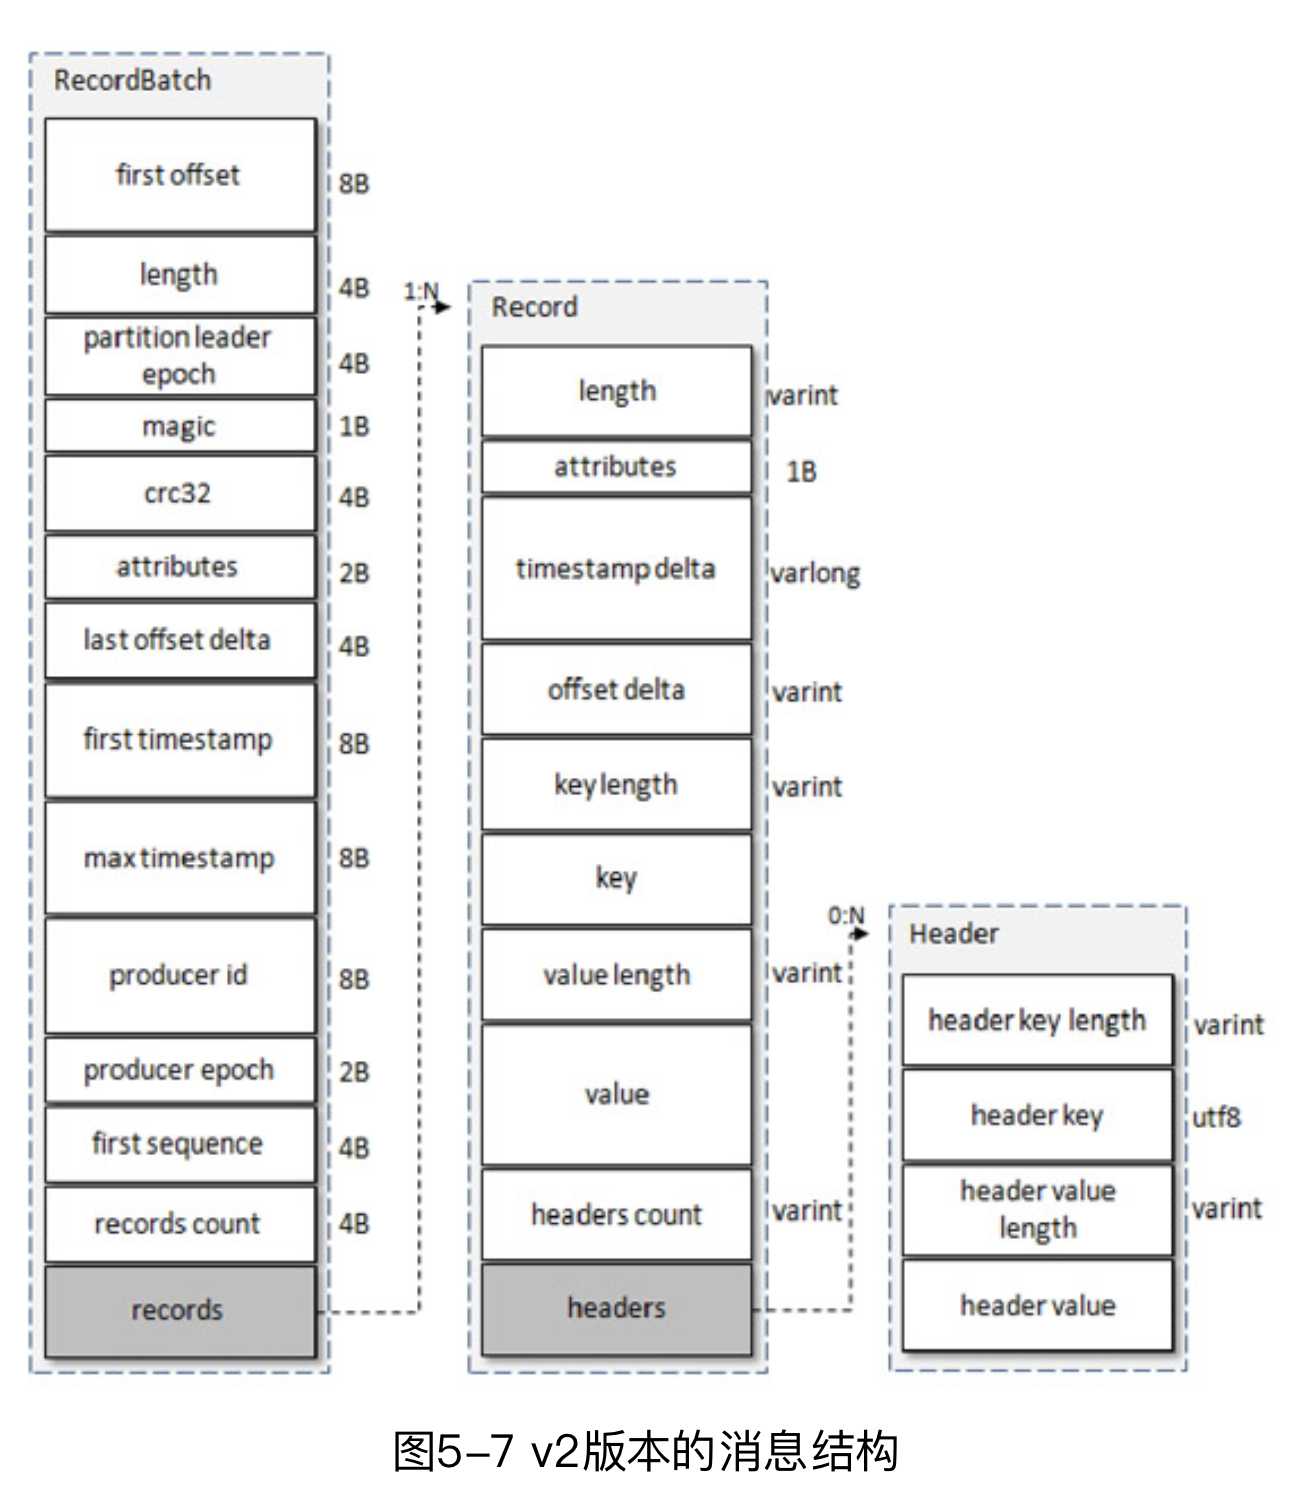 RecordBatch
first offset
8B
length
4B
partition leader
epoch
4B
magic
1B
crc32
4B
attributes
2B
last offset delta
4B
first timestamp
8B
max timestamp
8B
producer id
8B
producer epoch
2B
first sequence
4B
records count
4B
records
1:N
Record
length
varint
attributes
1B
timestamp delta
varlong
offset delta
varint
key length
varint
key
value length
varint
value
headers count
varint
headers
0:N
Header
header key length
varint
header key
utf8
header value
length
varint
header value
图5-7 v2版本的消息结构